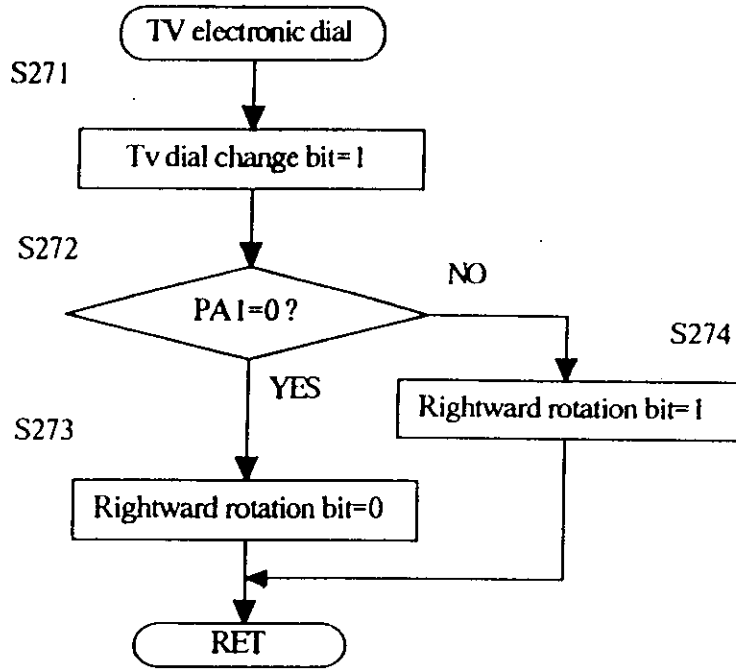 TV electronic dial
S271
Tv dial change bit=1
S272
PA1=0?
NO
S274
YES
Rightward rotation bit=1
S273
Rightward rotation bit=0
RET